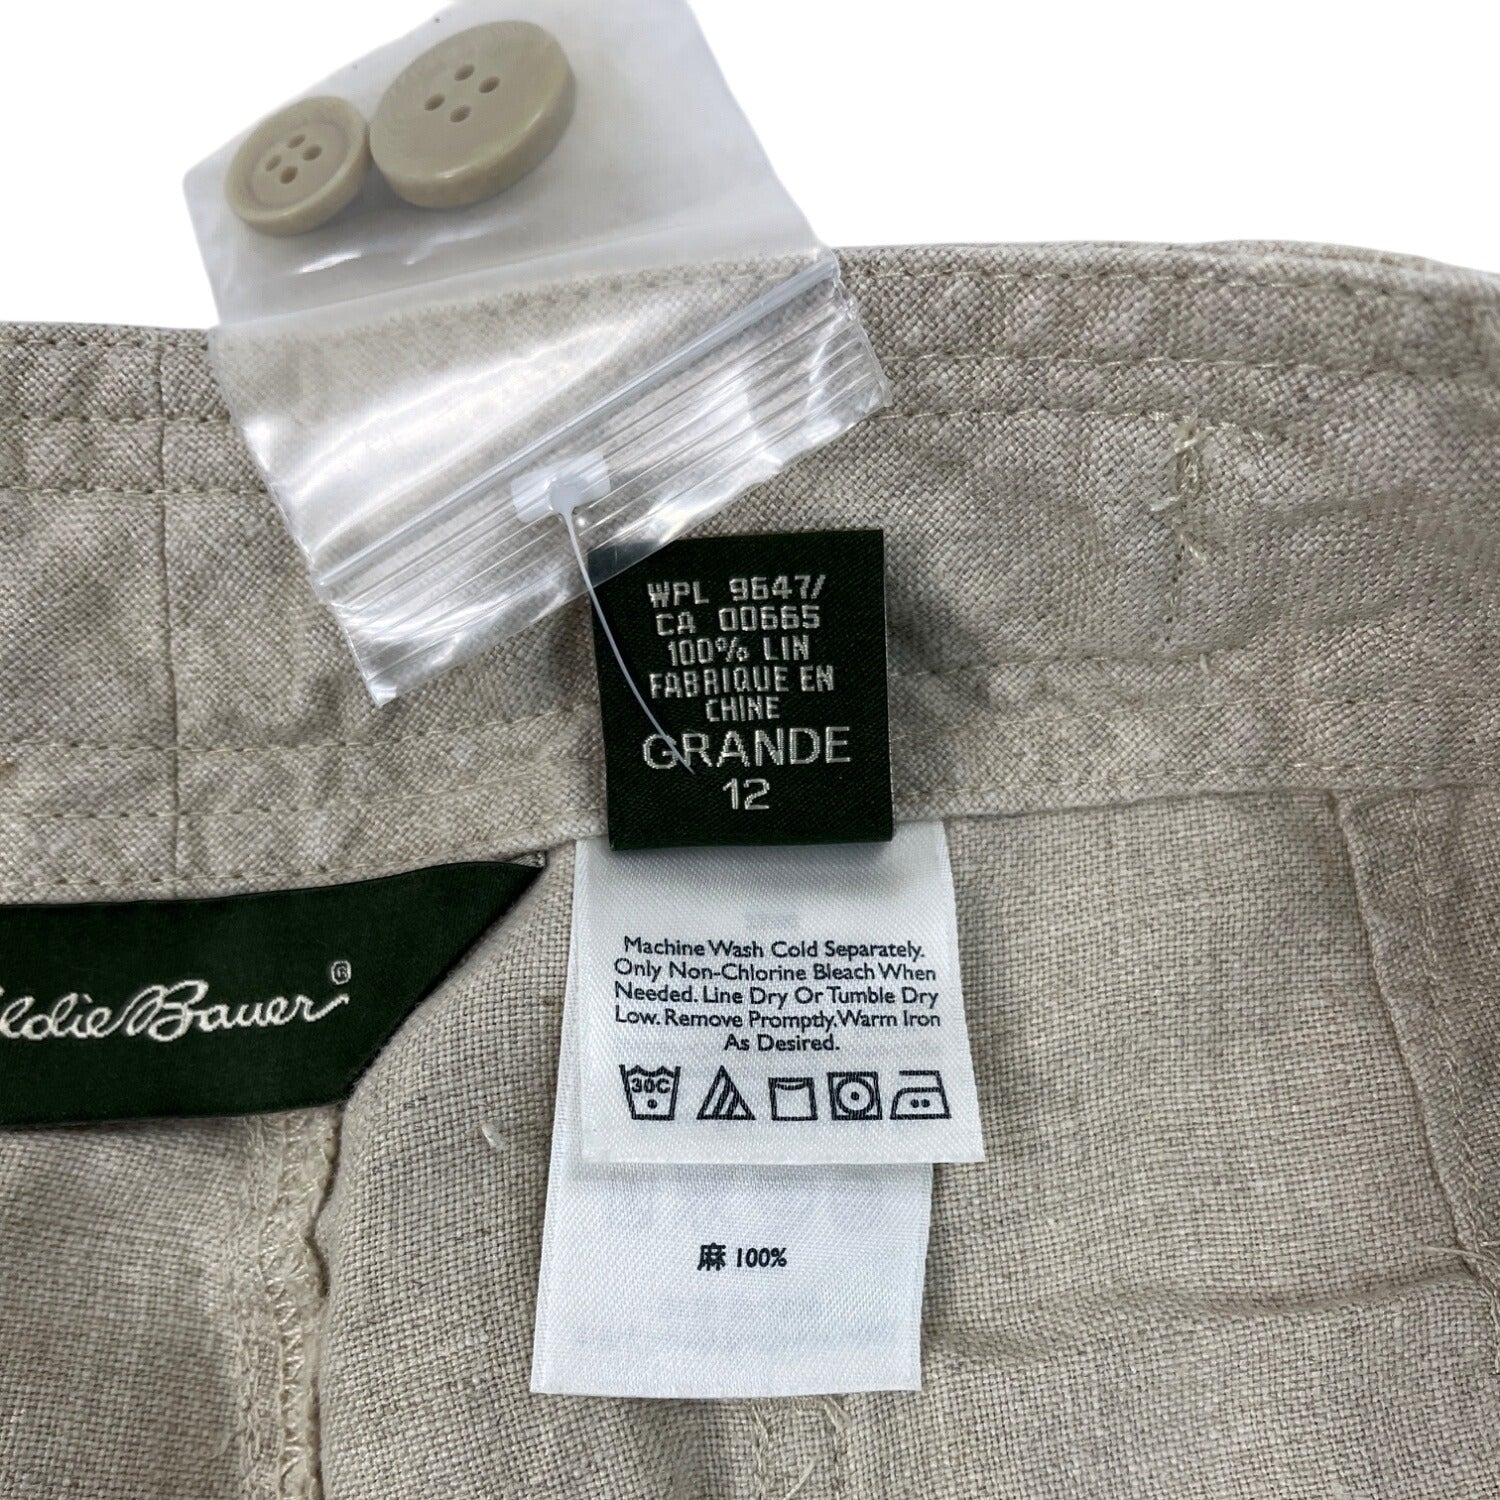 WPL 9647/
CA 00665
100% LIN
FABRIQUE EN
CHINE
GRANDE
12
Bauer®
Machine Wash Cold Separately.
Only Non-Chlorine Bleach When
Needed. Line Dry Or Tumble Dry
Low. Remove Promptly. Warm Iron
As Desired.
30C
麻 100%